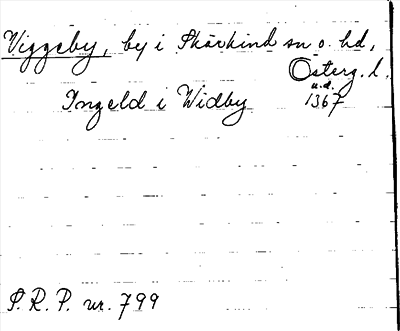 Viggeby, by i Skärkind sn o. hd,
Österg. l.
u.d.
Ingeld i Widby 1367
S.R.P. nr. 799